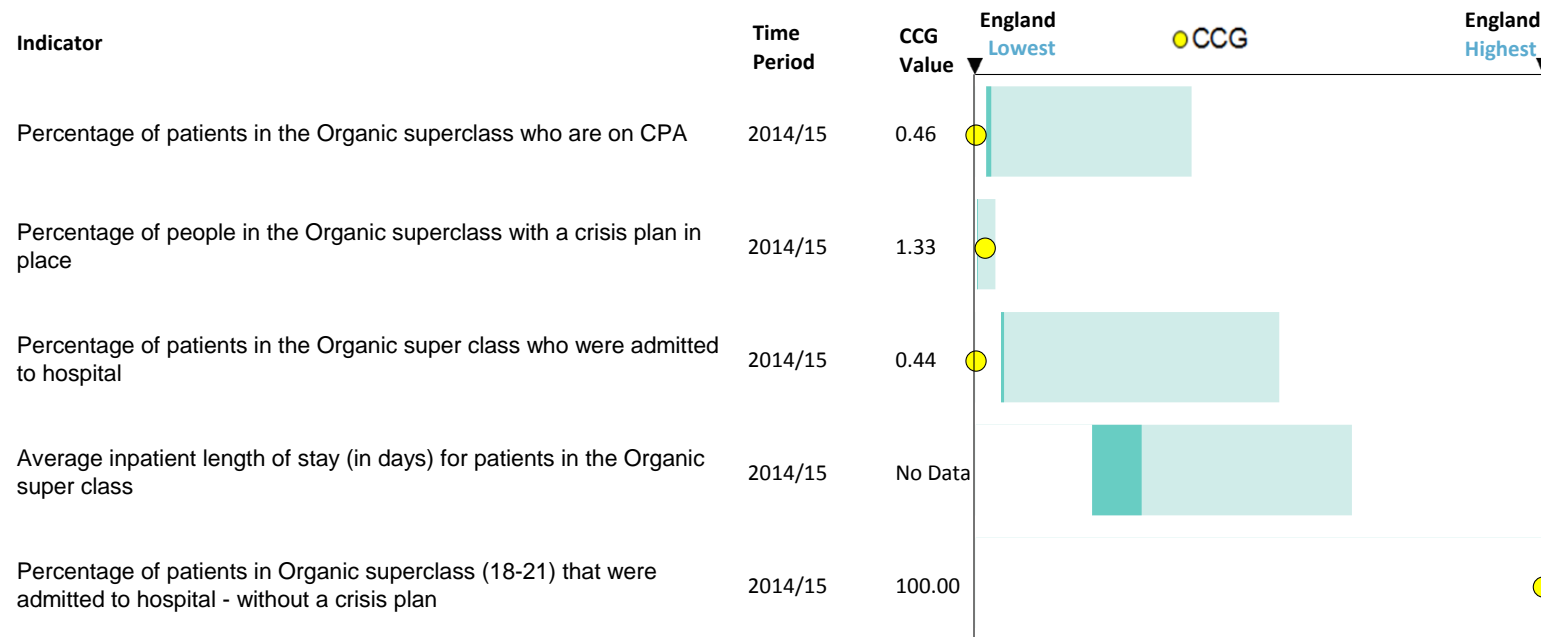 Indicator
Time
Period
CCG
Value
England
Lowest
CCG
England
Highest
Percentage of patients in the Organic superclass who are on CPA
2014/15
0.46
Percentage of people in the Organic superclass with a crisis plan in
place
2014/15
1.33
Percentage of patients in the Organic super class who were admitted
to hospital
2014/15
0.44
Average inpatient length of stay (in days) for patients in the Organic
super class
2014/15
No Data
Percentage of patients in Organic superclass (18-21) that were
admitted to hospital - without a crisis plan
2014/15
100.00